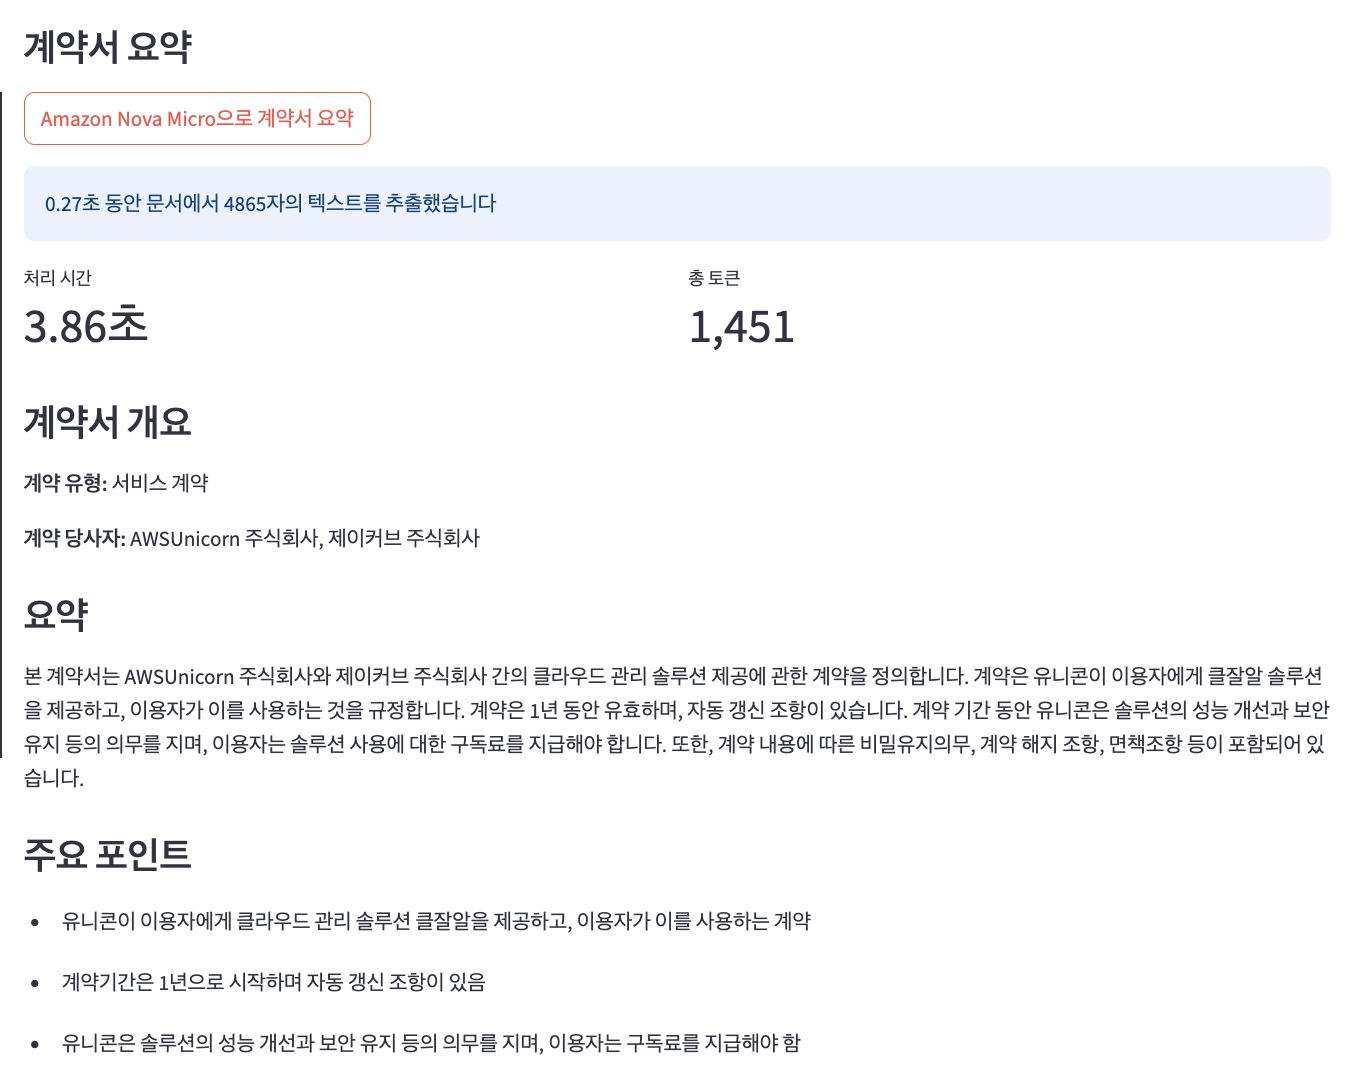 계약서 요약
Amazon Nova Micro으로 계약서 요약
0.27초 동안 문서에서 4865자의 텍스트를 추출했습니다
처리 시간
3.86초
총 토큰
1,451
계약서 개요
계약 유형: 서비스 계약
계약 당사자: AWSUnicorn 주식회사, 제이커브 주식회사
요약
본 계약서는 AWSUnicorn 주식회사와 제이커브 주식회사 간의 클라우드 관리 솔루션 제공에 관한 계약을 정의합니다. 계약은 유니콘이 이용자에게 클잘알 솔루션
을 제공하고, 이용자가 이를 사용하는 것을 규정합니다. 계약은 1년 동안 유효하며, 자동 갱신 조항이 있습니다. 계약 기간 동안 유니콘은 솔루션의 성능 개선과 보안
유지 등의 의무를 지며, 이용자는 솔루션 사용에 대한 구독료를 지급해야 합니다. 또한, 계약 내용에 따른 비밀유지의무, 계약 해지 조항, 면책조항 등이 포함되어 있
습니다.
주요 포인트
• 유니콘이 이용자에게 클라우드 관리 솔루션 클잘알을 제공하고, 이용자가 이를 사용하는 계약
• 계약기간은 1년으로 시작하며 자동 갱신 조항이 있음
• 유니콘은 솔루션의 성능 개선과 보안 유지 등의 의무를 지며, 이용자는 구독료를 지급해야 함